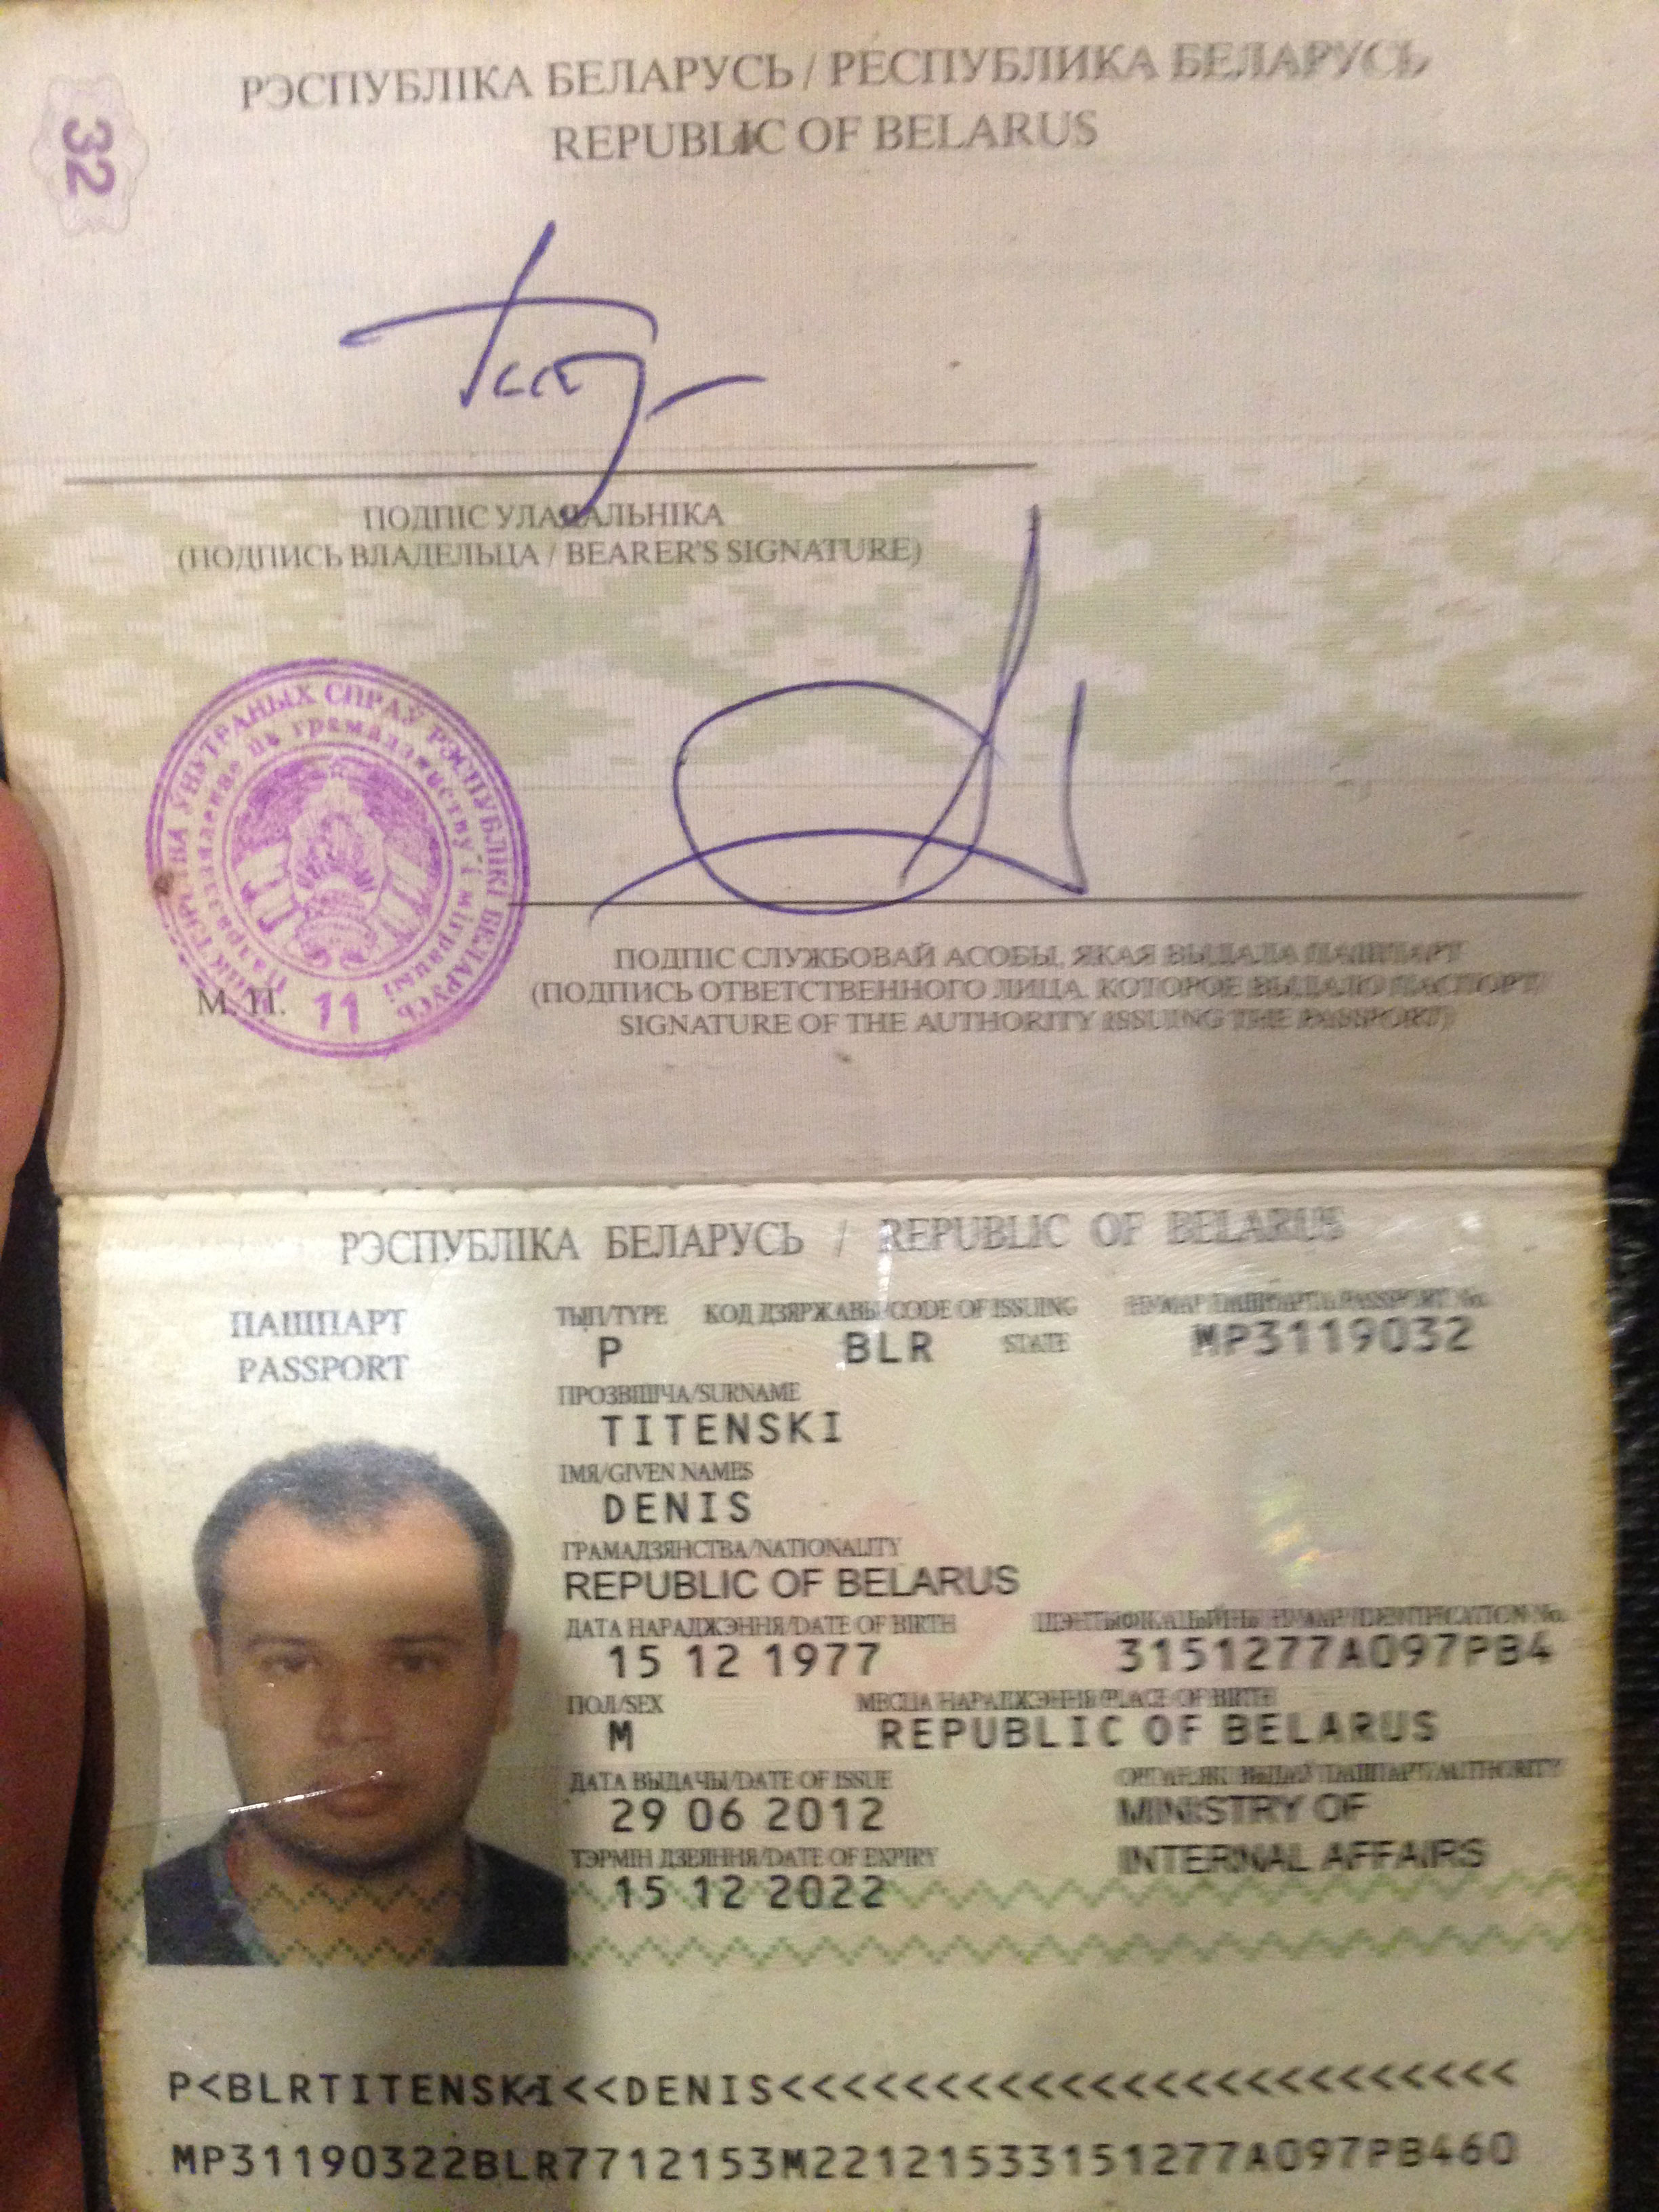 32
РЭСПУБЛІКА БЕЛАРУСЬ / РЕСПУБЛИКА БЕЛАРУСЬ
REPUBLIC OF BELARUS
ПОДПІС УЛАДАЛЬНІКА
(ПОДПИСЬ ВЛАДЕЛЬЦА / BEARER'S SIGNATURE)
УНУТРАНЫХ СПРАЎ РЭСПУБЛІКІ БЕЛАРУСЬ
па грамадзянству і міграцыі
М. П. 11
ПОДПІС СЛУЖБОВАЙ АСОБЫ, ЯКАЯ ВЫДАЛА ПАШПАРТ
(ПОДПИСЬ ОТВЕТСТВЕННОГО ЛИЦА, КОТОРОЕ ВЫДАЛО ПАСПОРТ/
SIGNATURE OF THE AUTHORITY ISSUING THE PASSPORT)
РЭСПУБЛІКА БЕЛАРУСЬ / REPUBLIC OF BELARUS
ПАШПАРТ
PASSPORT
ТЫП/TYPE КОД ДЗЯРЖАВЫ/CODE OF ISSUING STATE НУМАР ПАШПАРТА/PASSPORT No.
P BLR MP3119032
ПРОЗВІШЧА/SURNAME
TITENSKI
ІМЯ/GIVEN NAMES
DENIS
ГРАМАДЗЯНСТВА/NATIONALITY
REPUBLIC OF BELARUS
ДАТА НАРАДЖЭННЯ/DATE OF BIRTH ІДЭНТЫФІКАЦЫЙНЫ НУМАР/IDENTIFICATION No.
15 12 1977 3151277A097PB4
ПОЛ/SEX МЕСЦА НАРАДЖЭННЯ/PLACE OF BIRTH
M REPUBLIC OF BELARUS
ДАТА ВЫДАЧЫ/DATE OF ISSUE ОРГАН, ЯКІ ВЫДАЎ ПАШПАРТ/AUTHORITY
29 06 2012 MINISTRY OF
INTERNAL AFFAIRS
ТЭРМІН ДЗЕЯННЯ/DATE OF EXPIRY
15 12 2022
P<BLRTITENSKI<<DENIS<<<<<<<<<<<<<<<<<<<<<<<<
MP31190322BLR7712153M22121533151277A097PB460